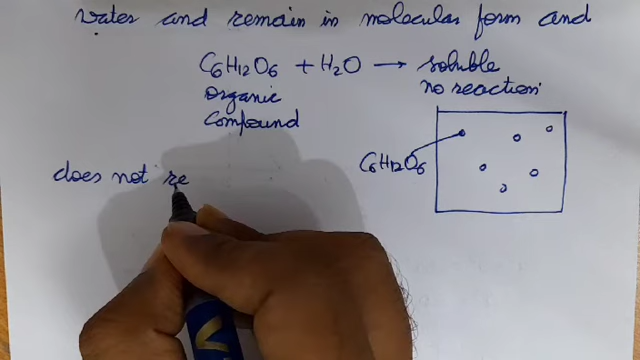 water and remain in molecular form and
C6H12O6 + H2O → soluble
no reaction
organic
compound
C6H12O6
does not re